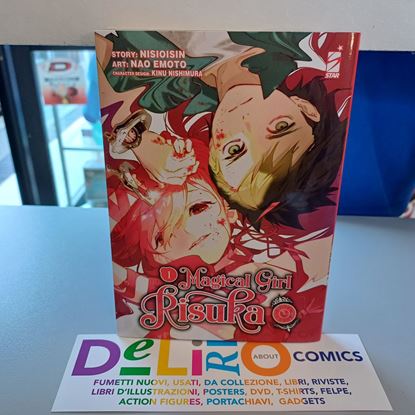 STORY: NISIOISIN
ART: NAO EMOTO
CHARACTER DESIGN: KINU NISHIMURA
STAR
1
Magical Girl
Risuka
DeLiRio
ABOUT
COMICS
FUMETTI NUOVI, USATI, DA COLLEZIONE, LIBRI, RIVISTE,
LIBRI D'ILLUSTRAZIONI, POSTERS, DVD, T-SHIRTS, FELPE,
ACTION FIGURES, PORTACHIAVI, GADGETS